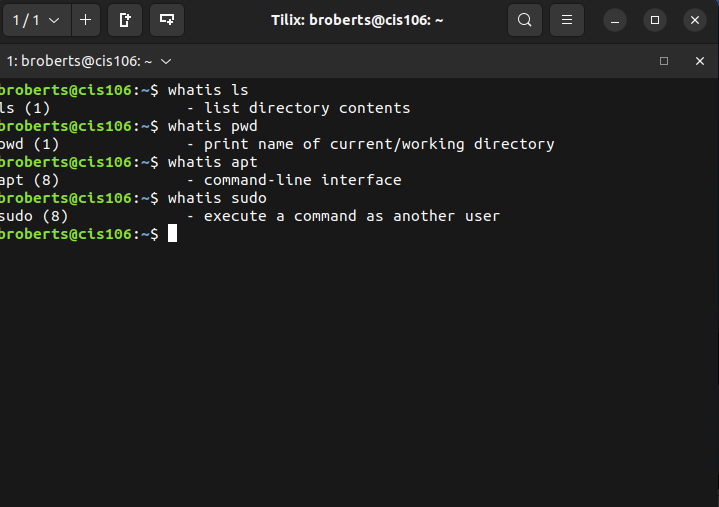 1 / 1
Tilix: broberts@cis106: ~
1: broberts@cis106: ~
broberts@cis106:~$ whatis ls
ls (1)               - list directory contents
broberts@cis106:~$ whatis pwd
pwd (1)              - print name of current/working directory
broberts@cis106:~$ whatis apt
apt (8)              - command-line interface
broberts@cis106:~$ whatis sudo
sudo (8)             - execute a command as another user
broberts@cis106:~$